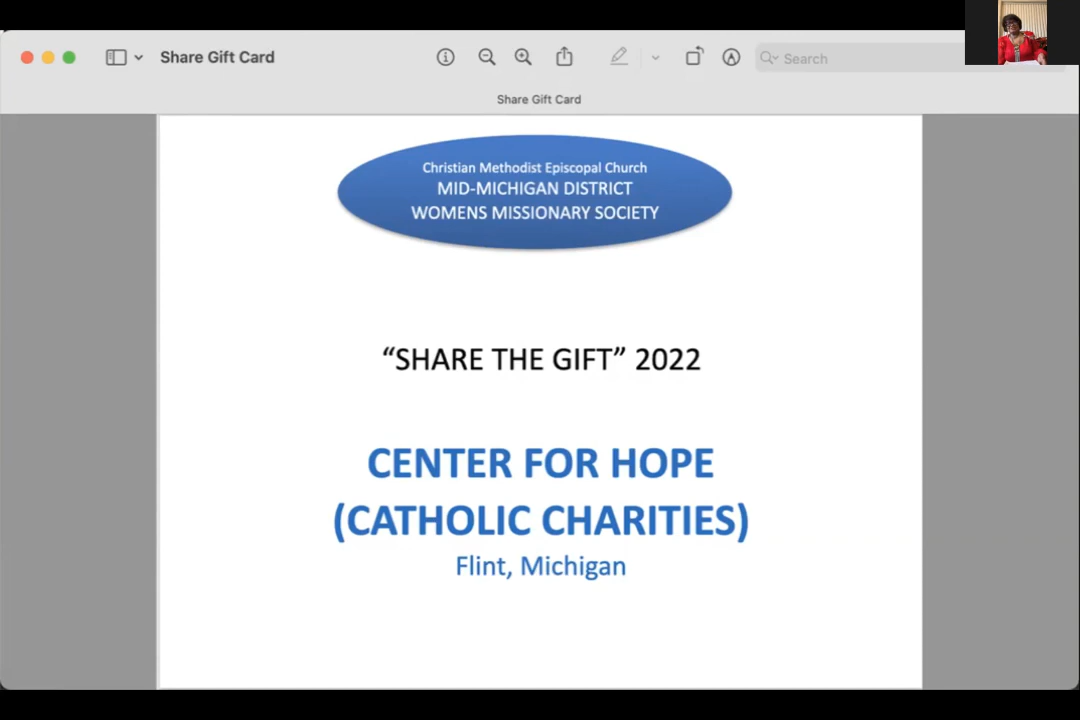 Share Gift Card
Search
Share Gift Card
Christian Methodist Episcopal Church
MID-MICHIGAN DISTRICT
WOMENS MISSIONARY SOCIETY
“SHARE THE GIFT” 2022
CENTER FOR HOPE
(CATHOLIC CHARITIES)
Flint, Michigan